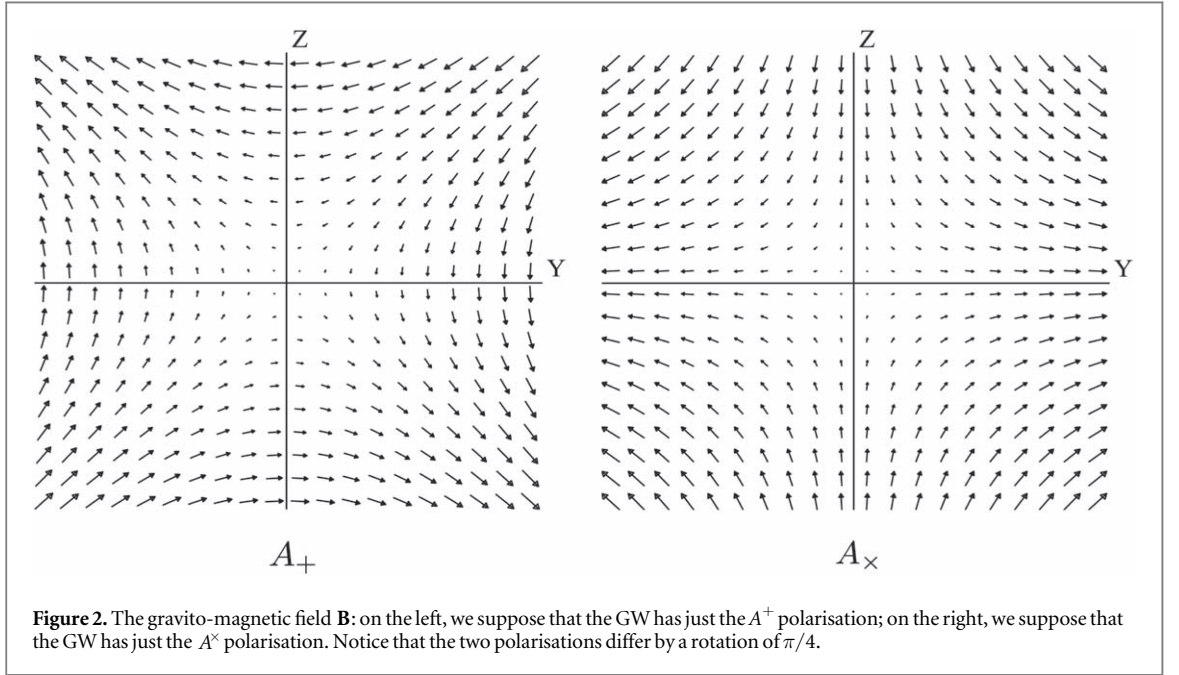 Z
Z
Y
Y
A₊
Aₓ
Figure 2. The gravito-magnetic field B: on the left, we suppose that the GW has just the A⁺ polarisation; on the right, we suppose that
the GW has just the A˟ polarisation. Notice that the two polarisations differ by a rotation of π/4.